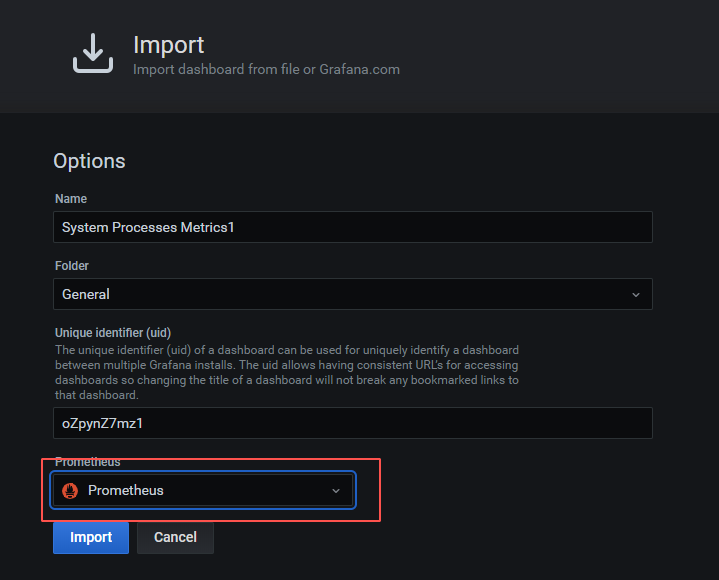 Import
Import dashboard from file or Grafana.com
Options
Name
System Processes Metrics1
Folder
General
Unique identifier (uid)
The unique identifier (uid) of a dashboard can be used for uniquely identify a dashboard
between multiple Grafana installs. The uid allows having consistent URL's for accessing
dashboards so changing the title of a dashboard will not break any bookmarked links to
that dashboard.
oZpynZ7mz1
Prometheus
Prometheus
Import Cancel